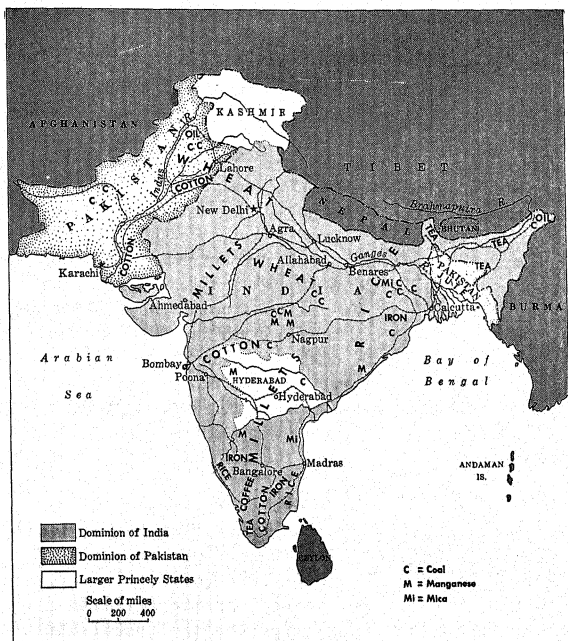 KASHMIR
AFGHANISTAN
OIL
C C
WHEAT
Indus R
PAKISTAN
C C
Lahore
COTTON
TIBET
New Delhi
NEPAL
Brahmaputra R
BHUTAN
OIL
TEA
TEA
TEA
PAKISTAN
COTTON
Karachi
Agra
Lucknow
Ganges
Allahabad
Benares
MILLETS
WHEAT
RICE
INDIA
C Mi C
C C C
Ahmedabad
C
C C
C C M
M M
IRON
C
Calcutta
BURMA
Nagpur
COTTON C
Arabian
Sea
Bombay
Poona
M
HYDERABAD
C
Hyderabad
M
Bay of
Bengal
MILLETS
M
Mi
IRON
Bangalore
Madras
RICE
COFFEE
TEA
COTTON
IRON
RICE
ANDAMAN
IS.
CEYLON
Dominion of India
Dominion of Pakistan
Larger Princely States
Scale of miles
0 200 400
C = Coal
M = Manganese
Mi = Mica